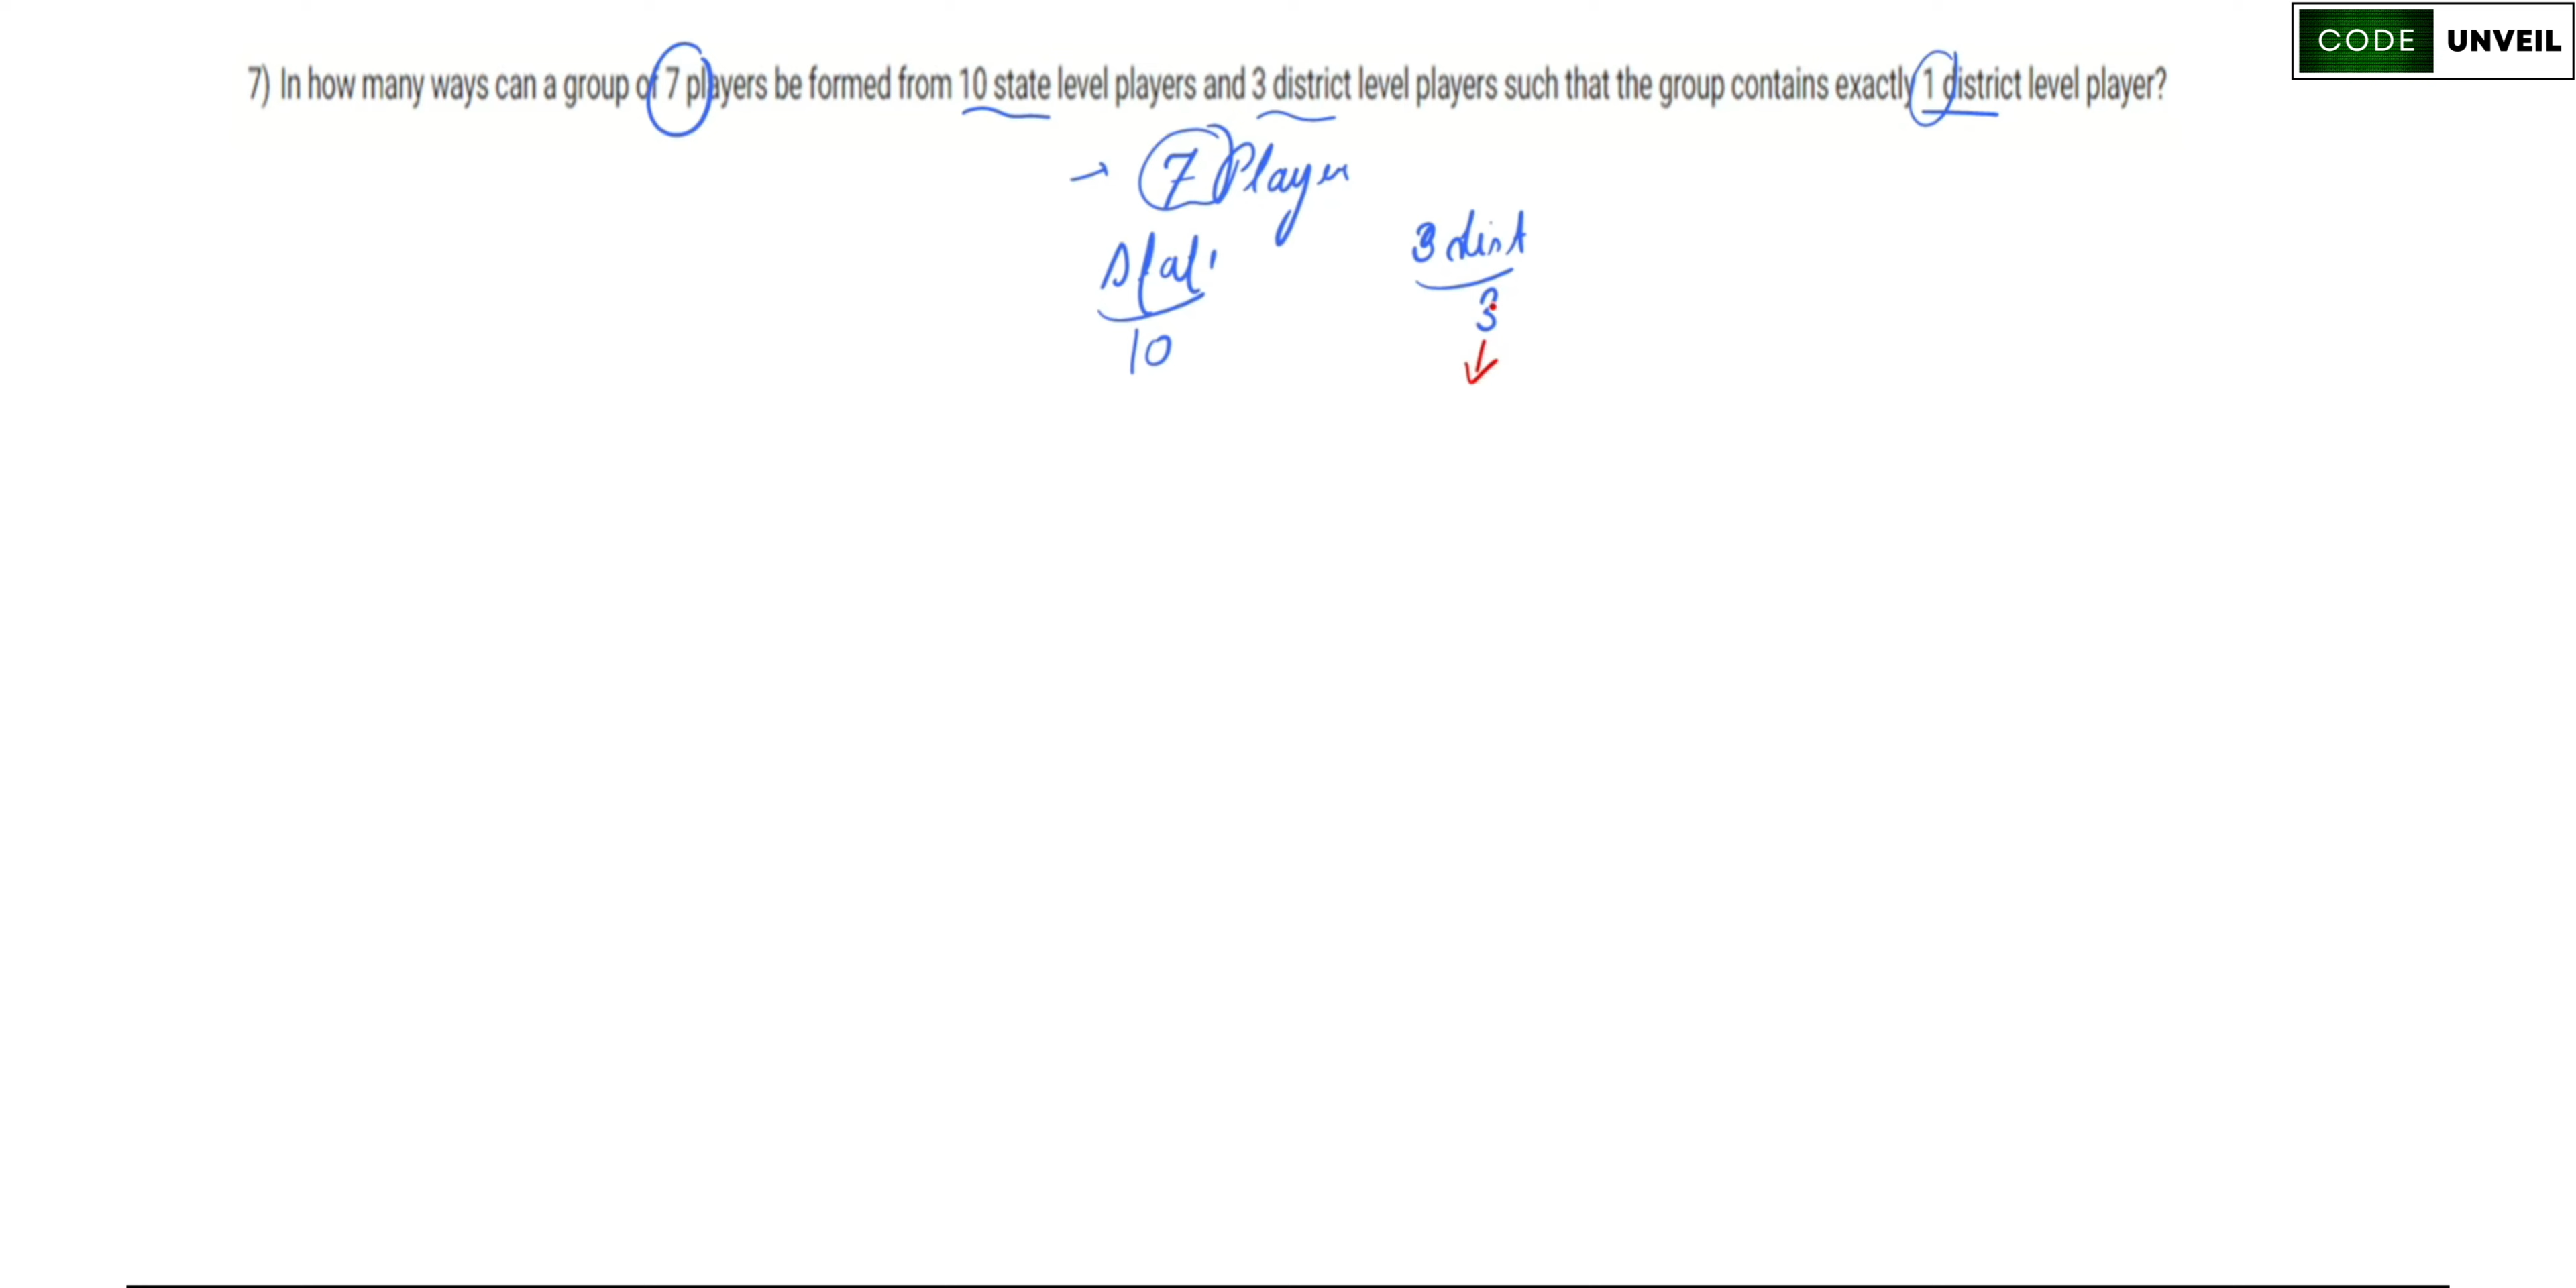 CODE UNVEIL
7) In how many ways can a group of 7 players be formed from 10 state level players and 3 district level players such that the group contains exactly 1 district level player?
→ 7 Player
3 dist
3
10